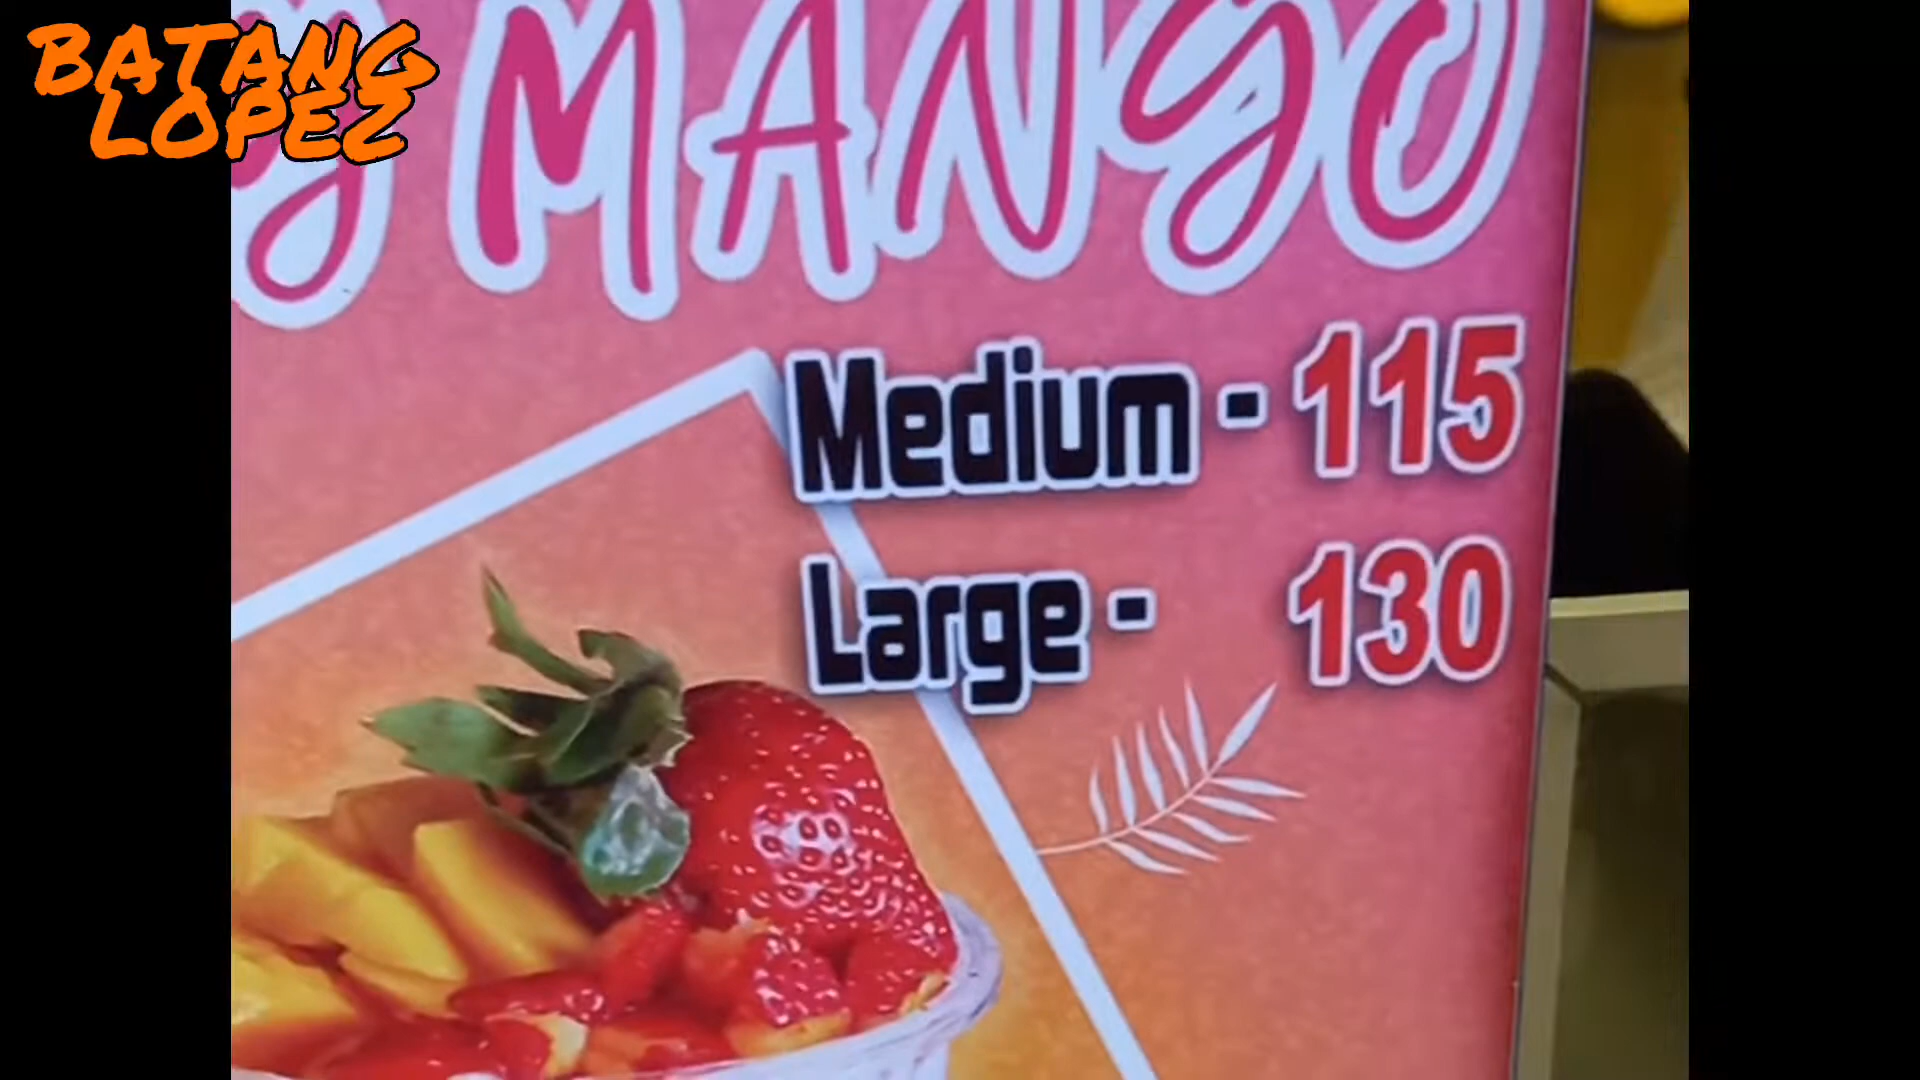 BATANG
LOPEZ
MANGO
Medium - 115
Large - 130